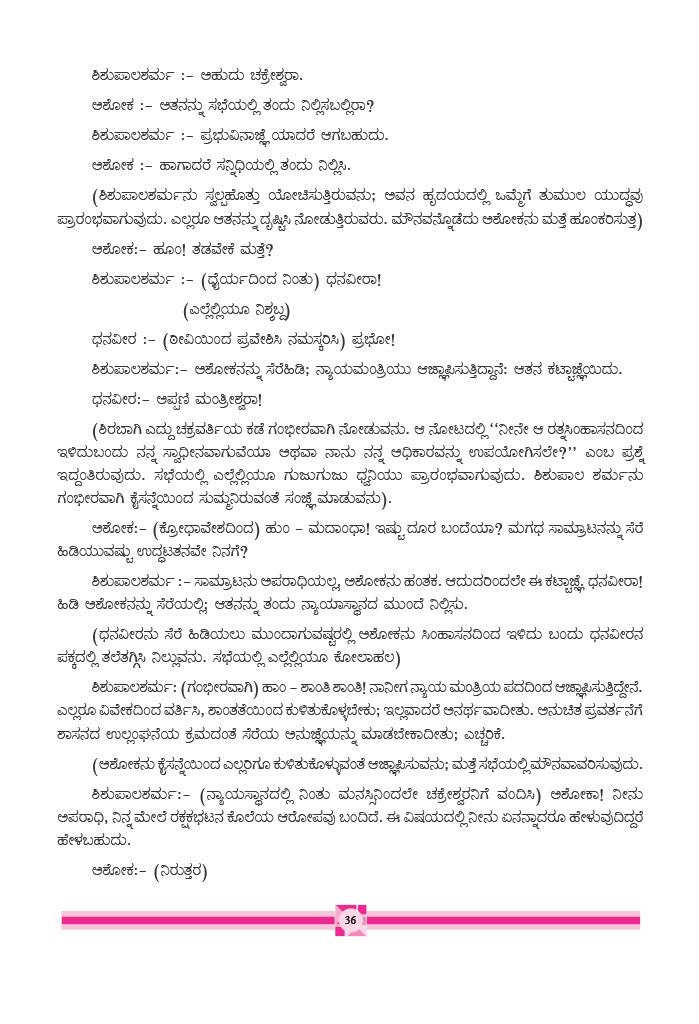 ಶಿಶುಪಾಲಶರ್ಮ :– ಅಹುದು ಚಕ್ರೇಶ್ವರಾ.
ಅಶೋಕ :– ಆತನನ್ನು ಸಭೆಯಲ್ಲಿ ತಂದು ನಿಲ್ಲಿಸಬಲ್ಲಿರಾ?
ಶಿಶುಪಾಲಶರ್ಮ :– ಪ್ರಭುವಿನಾಜ್ಞೆಯಾದರೆ ಆಗಬಹುದು.
ಅಶೋಕ :– ಹಾಗಾದರೆ ಸನ್ನಿಧಿಯಲ್ಲಿ ತಂದು ನಿಲ್ಲಿಸಿ.
(ಶಿಶುಪಾಲಶರ್ಮನು ಸ್ವಲ್ಪಹೊತ್ತು ಯೋಚಿಸುತ್ತಿರುವನು; ಅವನ ಹೃದಯದಲ್ಲಿ ಒಮ್ಮೆಗೆ ತುಮುಲ ಯುದ್ಧವು
ಪ್ರಾರಂಭವಾಗುವುದು. ಎಲ್ಲರೂ ಆತನನ್ನು ದೃಷ್ಟಿಸಿ ನೋಡುತ್ತಿರುವರು. ಮೌನವನ್ನೊಡೆದು ಅಶೋಕನು ಮತ್ತೆ ಹೂಂಕರಿಸುತ್ತ)
ಅಶೋಕ:– ಹೂಂ! ತಡವೇಕೆ ಮತ್ತೆ?
ಶಿಶುಪಾಲಶರ್ಮ :– (ಧೈರ್ಯದಿಂದ ನಿಂತು) ಧನವೀರಾ!
(ಎಲ್ಲೆಲ್ಲಿಯೂ ನಿಶ್ಶಬ್ದ)
ಧನವೀರ :– (ಠೀವಿಯಿಂದ ಪ್ರವೇಶಿಸಿ ನಮಸ್ಕರಿಸಿ) ಪ್ರಭೋ!
ಶಿಶುಪಾಲಶರ್ಮ:– ಅಶೋಕನನ್ನು ಸೆರೆಹಿಡಿ; ನ್ಯಾಯಮಂತ್ರಿಯು ಆಜ್ಞಾಪಿಸುತ್ತಿದ್ದಾನೆ: ಆತನ ಕಟ್ಟಾಜ್ಞೆಯಿದು.
ಧನವೀರ:– ಅಪ್ಪಣೆ ಮಂತ್ರೀಶ್ವರಾ!
(ಶಿರಬಾಗಿ ಎದ್ದು ಚಕ್ರವರ್ತಿಯ ಕಡೆ ಗಂಭೀರವಾಗಿ ನೋಡುವನು. ಆ ನೋಟದಲ್ಲಿ “ನೀನೇ ಆ ರತ್ನಸಿಂಹಾಸನದಿಂದ
ಇಳಿದುಬಂದು ನನ್ನ ಸ್ವಾಧೀನವಾಗುವೆಯಾ ಅಥವಾ ನಾನು ನನ್ನ ಅಧಿಕಾರವನ್ನು ಉಪಯೋಗಿಸಲೇ?” ಎಂಬ ಪ್ರಶ್ನೆ
ಇದ್ದಂತಿರುವುದು. ಸಭೆಯಲ್ಲಿ ಎಲ್ಲೆಲ್ಲಿಯೂ ಗುಜುಗುಜು ಧ್ವನಿಯು ಪ್ರಾರಂಭವಾಗುವುದು. ಶಿಶುಪಾಲ ಶರ್ಮನು
ಗಂಭೀರವಾಗಿ ಕೈಸನ್ನೆಯಿಂದ ಸುಮ್ಮನಿರುವಂತೆ ಸಂಜ್ಞೆ ಮಾಡುವನು).
ಅಶೋಕ:– (ಕ್ರೋಧಾವೇಶದಿಂದ) ಹುಂ – ಮದಾಂಧಾ! ಇಷ್ಟು ದೂರ ಬಂದೆಯಾ? ಮಗಧ ಸಾಮ್ರಾಟನನ್ನು ಸೆರೆ
ಹಿಡಿಯುವಷ್ಟು ಉದ್ಧಟತನವೇ ನಿನಗೆ?
ಶಿಶುಪಾಲಶರ್ಮ :– ಸಾಮ್ರಾಟನು ಅಪರಾಧಿಯಲ್ಲ, ಅಶೋಕನು ಹಂತಕ. ಆದುದರಿಂದಲೇ ಈ ಕಟ್ಟಾಜ್ಞೆ. ಧನವೀರಾ!
ಹಿಡಿ ಅಶೋಕನನ್ನು ಸೆರೆಯಲ್ಲಿ; ಆತನನ್ನು ತಂದು ನ್ಯಾಯಾಸ್ಥಾನದ ಮುಂದೆ ನಿಲ್ಲಿಸು.
(ಧನವೀರನು ಸೆರೆ ಹಿಡಿಯಲು ಮುಂದಾಗುವಷ್ಟರಲ್ಲಿ ಅಶೋಕನು ಸಿಂಹಾಸನದಿಂದ ಇಳಿದು ಬಂದು ಧನವೀರನ
ಪಕ್ಕದಲ್ಲಿ ತಲೆತಗ್ಗಿಸಿ ನಿಲ್ಲುವನು. ಸಭೆಯಲ್ಲಿ ಎಲ್ಲೆಲ್ಲಿಯೂ ಕೋಲಾಹಲ)
ಶಿಶುಪಾಲಶರ್ಮ: (ಗಂಭೀರವಾಗಿ) ಹಾಂ – ಶಾಂತಿ ಶಾಂತಿ! ನಾನೀಗ ನ್ಯಾಯ ಮಂತ್ರಿಯ ಪದದಿಂದ ಆಜ್ಞಾಪಿಸುತ್ತಿದ್ದೇನೆ.
ಎಲ್ಲರೂ ವಿವೇಕದಿಂದ ವರ್ತಿಸಿ, ಶಾಂತತೆಯಿಂದ ಕುಳಿತುಕೊಳ್ಳಬೇಕು; ಇಲ್ಲವಾದರೆ ಅನರ್ಥವಾದೀತು. ಅನುಚಿತ ಪ್ರವರ್ತನೆಗೆ
ಶಾಸನದ ಉಲ್ಲಂಘನೆಯ ಕ್ರಮದಂತೆ ಸೆರೆಯ ಅನುಜ್ಞೆಯನ್ನು ಮಾಡಬೇಕಾದೀತು; ಎಚ್ಚರಿಕೆ.
(ಅಶೋಕನು ಕೈಸನ್ನೆಯಿಂದ ಎಲ್ಲರಿಗೂ ಕುಳಿತುಕೊಳ್ಳುವಂತೆ ಆಜ್ಞಾಪಿಸುವನು; ಮತ್ತೆ ಸಭೆಯಲ್ಲಿ ಮೌನವಾವರಿಸುವುದು.
ಶಿಶುಪಾಲಶರ್ಮ:– (ನ್ಯಾಯಸ್ಥಾನದಲ್ಲಿ ನಿಂತು ಮನಸ್ಸಿನಿಂದಲೇ ಚಕ್ರೇಶ್ವರನಿಗೆ ವಂದಿಸಿ) ಅಶೋಕಾ! ನೀನು
ಅಪರಾಧಿ, ನಿನ್ನ ಮೇಲೆ ರಕ್ಷಕಭಟನ ಕೊಲೆಯ ಆರೋಪವು ಬಂದಿದೆ. ಈ ವಿಷಯದಲ್ಲಿ ನೀನು ಏನನ್ನಾದರೂ ಹೇಳುವುದಿದ್ದರೆ
ಹೇಳಬಹುದು.
ಅಶೋಕ:– (ನಿರುತ್ತರ)
36